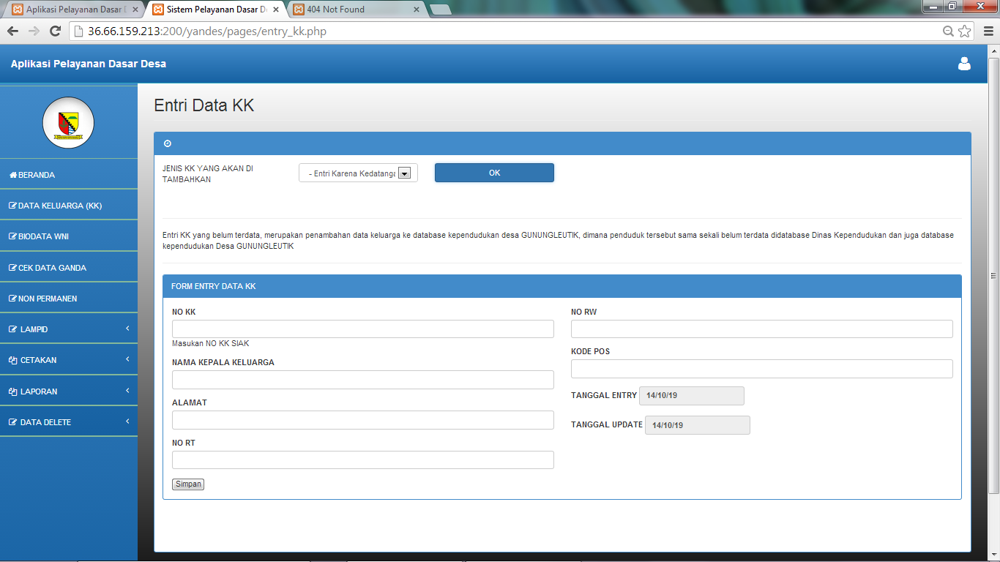 Aplikasi Pelayanan Dasar D
Sistem Pelayanan Dasar D
404 Not Found
36.66.159.213:200/yandes/pages/entry_kk.php
Aplikasi Pelayanan Dasar Desa
Entri Data KK
BERANDA
DATA KELUARGA (KK)
BIODATA WNI
CEK DATA GANDA
NON PERMANEN
LAMPID
CETAKAN
LAPORAN
DATA DELETE
JENIS KK YANG AKAN DI
TAMBAHKAN
- Entri Karena Kedatanga
OK
Entri KK yang belum terdata, merupakan penambahan data keluarga ke database kependudukan desa GUNUNGLEUTIK, dimana penduduk tersebut sama sekali belum terdata didatabase Dinas Kependudukan dan juga database
kependudukan Desa GUNUNGLEUTIK
FORM ENTRY DATA KK
NO KK
Masukan NO KK SIAK
NAMA KEPALA KELUARGA
ALAMAT
NO RT
Simpan
NO RW
KODE POS
TANGGAL ENTRY 14/10/19
TANGGAL UPDATE 14/10/19